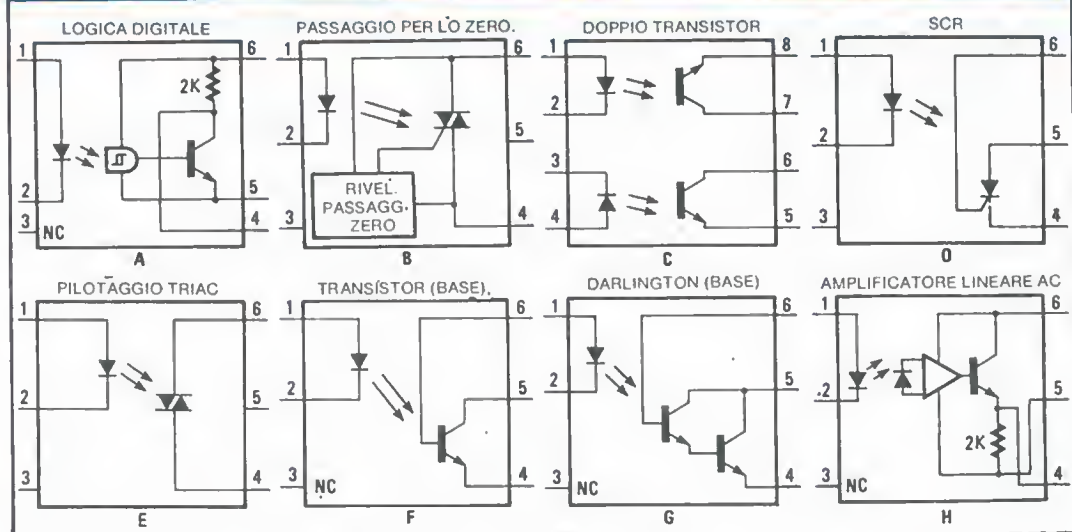 LOGICA DIGITALE
1
6
2K
2
5
3 NC
4
A
PASSAGGIO PER LO ZERO.
1
6
2
5
RIVEL.
PASSAGG.
ZERO
3
4
B
DOPPIO TRANSISTOR
1
8
2
7
3
6
4
5
C
SCR
1
6
2
5
3
4
D
PILOTAGGIO TRIAC
1
6
2
5
3
4
E
TRANSISTOR (BASE).
1
6
2
5
3
NC
4
F
DARLINGTON (BASE)
1
6
2
5
3
NC
4
G
AMPLIFICATORE LINEARE AC
1
6
2
5
2K
3
NC
4
H